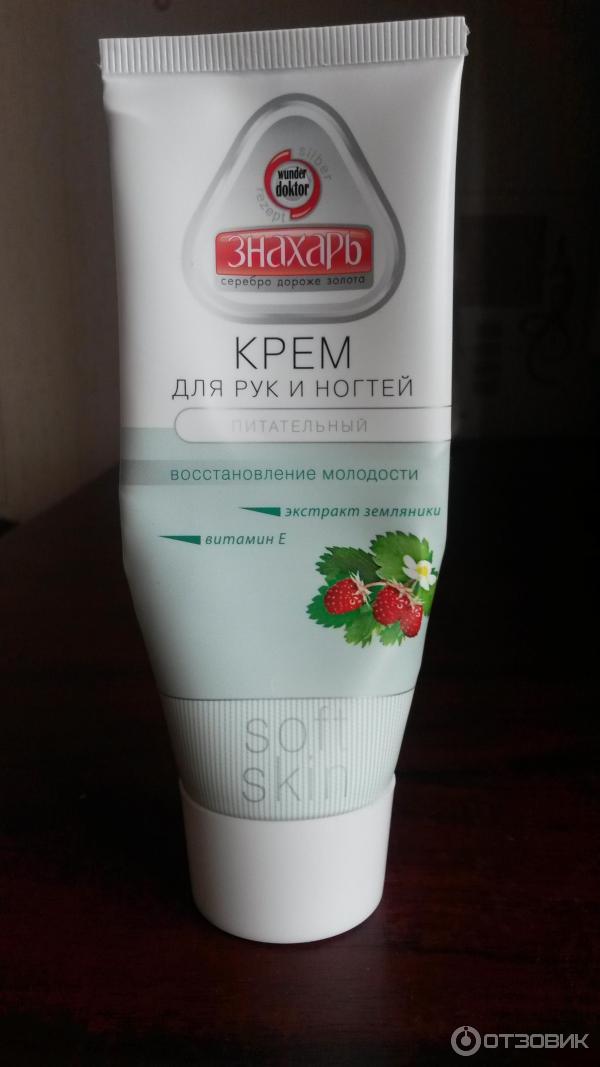 silber
wunder
doktor
rezept
ЗНАХАРЬ
серебро дороже золота
КРЕМ
ДЛЯ РУК И НОГТЕЙ
ПИТАТЕЛЬНЫЙ
ВОССТАНОВЛЕНИЕ МОЛОДОСТИ
экстракт земляники
витамин Е
soft
skin
ОТЗОВИК